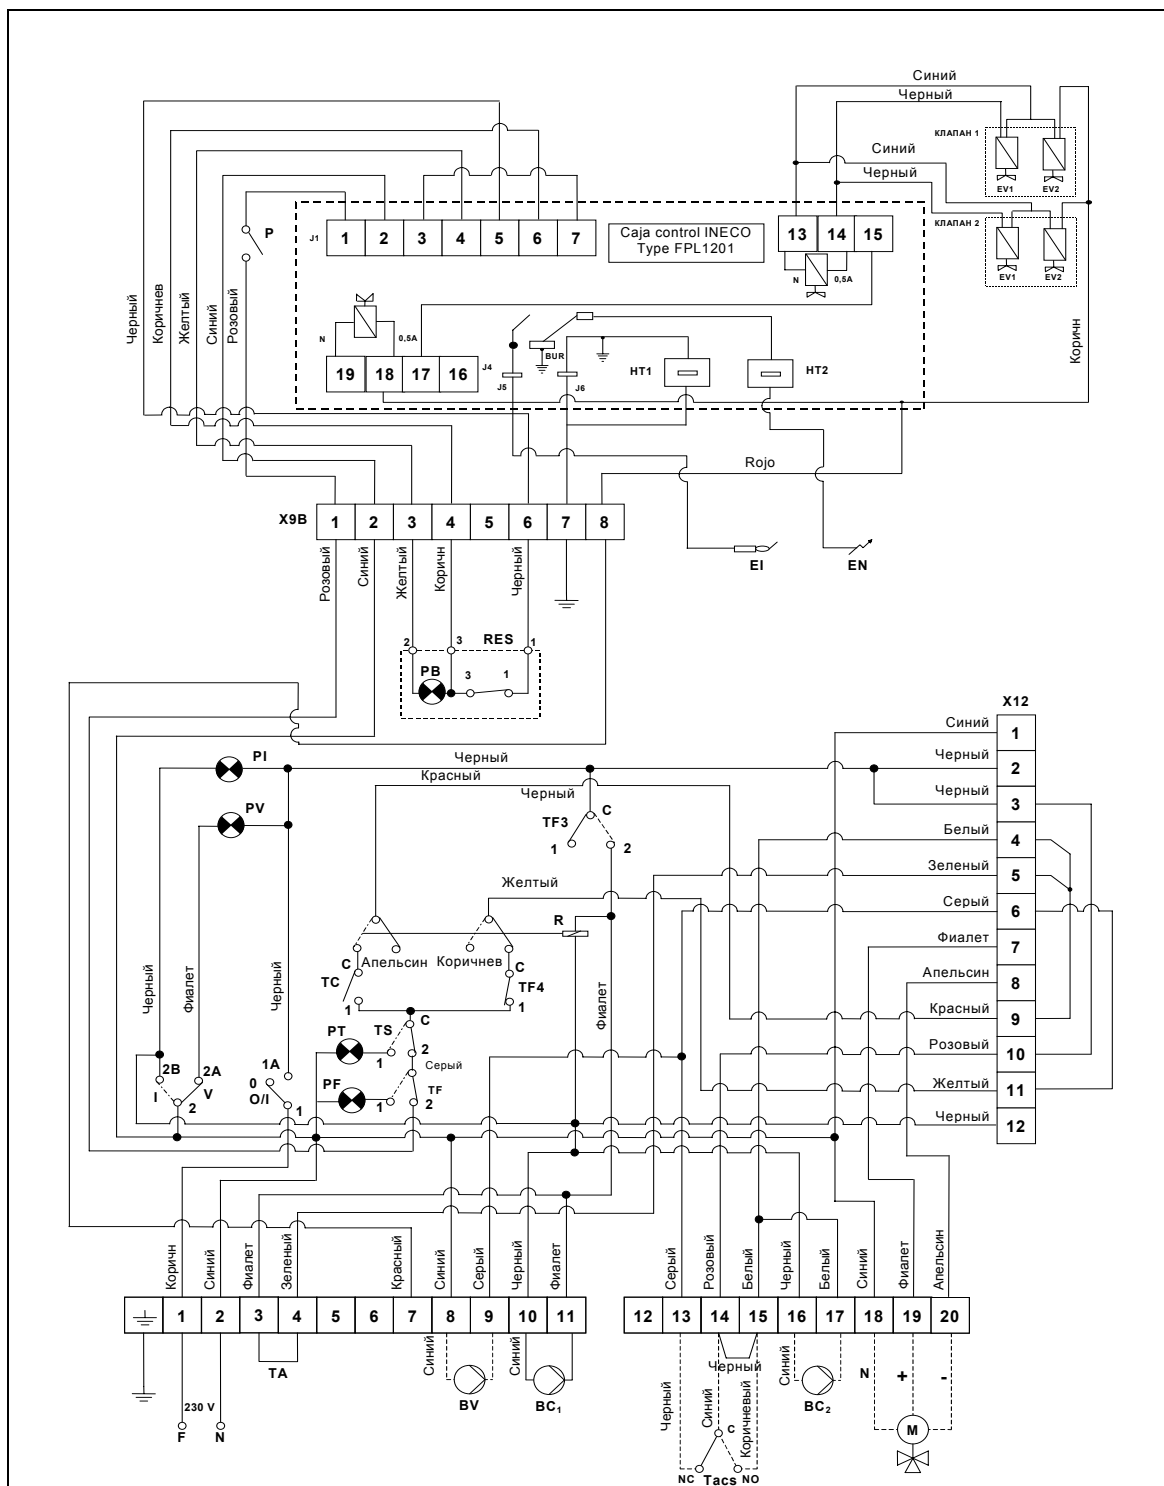 Синий
Черный
КЛАПАН 1
EV1 EV2
Синий
Черный
КЛАПАН 2
EV1 EV2
Коричн
P
Черный
Коричнев
Желтый
Синий
Розовый
J1 1 2 3 4 5 6 7
Caja control INECO
Type FPL1201
13 14 15
N 0,5A
N 0,5A
19 18 17 16
J4
J5
BUR
J6
HT1
HT2
Rojo
X9B 1 2 3 4 5 6 7 8
EI
EN
Розовый
Синий
Желтый
Коричн
Черный
2 3 RES 1
PB 3 1
X12
Синий 1
Черный 2
Черный 3
Белый 4
Зеленый 5
Серый 6
Фиалет 7
Апельсин 8
Красный 9
Розовый 10
Желтый 11
Черный 12
PI
PV
Черный
Красный
Черный
C
TF3
1 2
Желтый
R
Апельсин Коричнев
C C
TC TF4
1 1
Черный
Фиалет
Черный
Фиалет
PT TS C
1 2
Серый
PF TF
1 2
2B 2A
I 2 V
1A
0
O/I
1
Коричн
Синий
Фиалет
Зеленый
Красный
Синий
Серый
Черный
Фиалет
Серый
Розовый
Белый
Черный
Белый
Синий
Фиалет
Апельсин
1 2 3 4 5 6 7 8 9 10 11
12 13 14 15 16 17 18 19 20
TA
Синий
BV
Синий
BC1
230 V
F N
Черный
Черный
Синий
Коричневый
C
NC Tacs NO
Синий
BC2
N + -
M